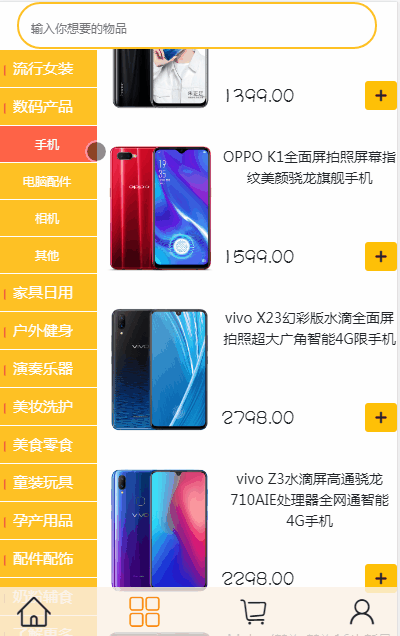 输入你想要的物品
流行女装
数码产品
手机
电脑配件
相机
其他
家具日用
户外健身
演奏乐器
美妆洗护
美食零食
童装玩具
孕产用品
配件配饰
1399.00
+
OPPO K1全面屏拍照屏幕指
纹美颜骁龙旗舰手机
1599.00
+
vivo X23幻彩版水滴全面屏
拍照超大广角智能4G限手机
2798.00
+
vivo Z3水滴屏高通骁龙
710AIE处理器全网通智能
4G手机
2298.00
+